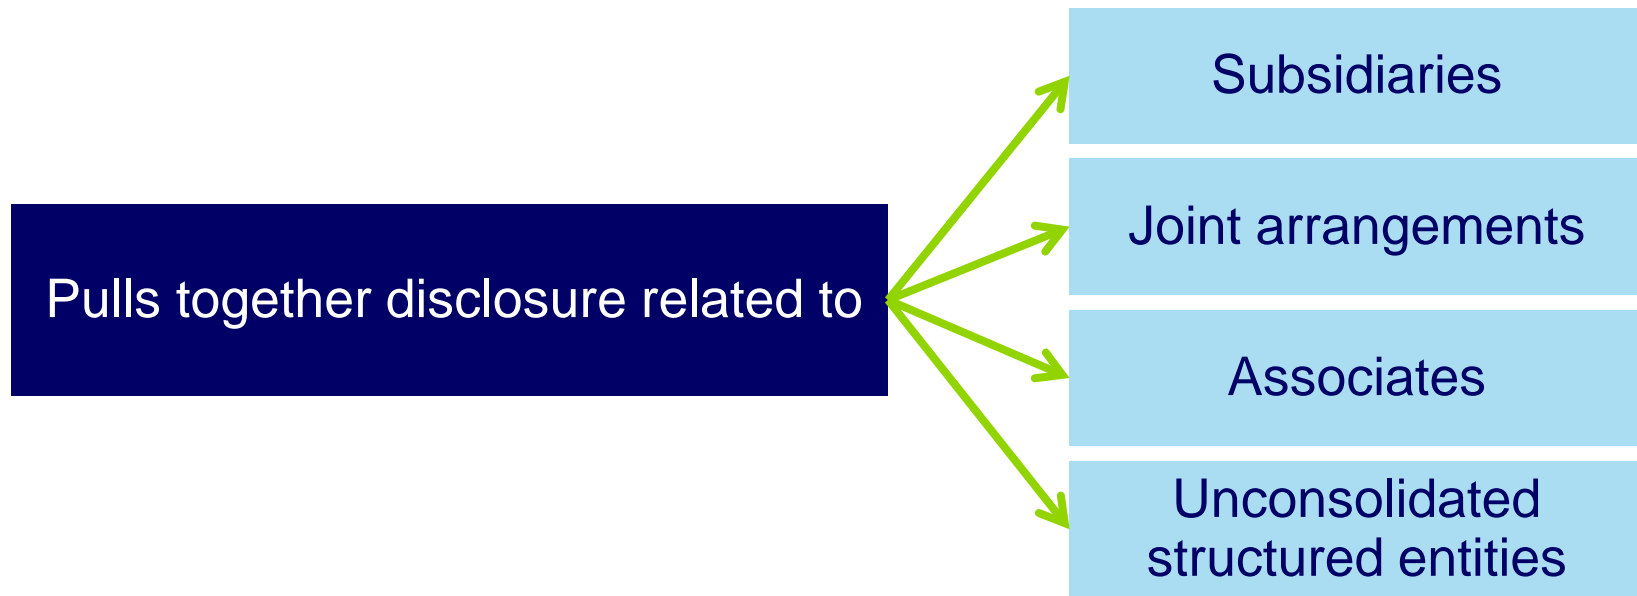 Pulls together disclosure related to
Subsidiaries
Joint arrangements
Associates
Unconsolidated
structured entities